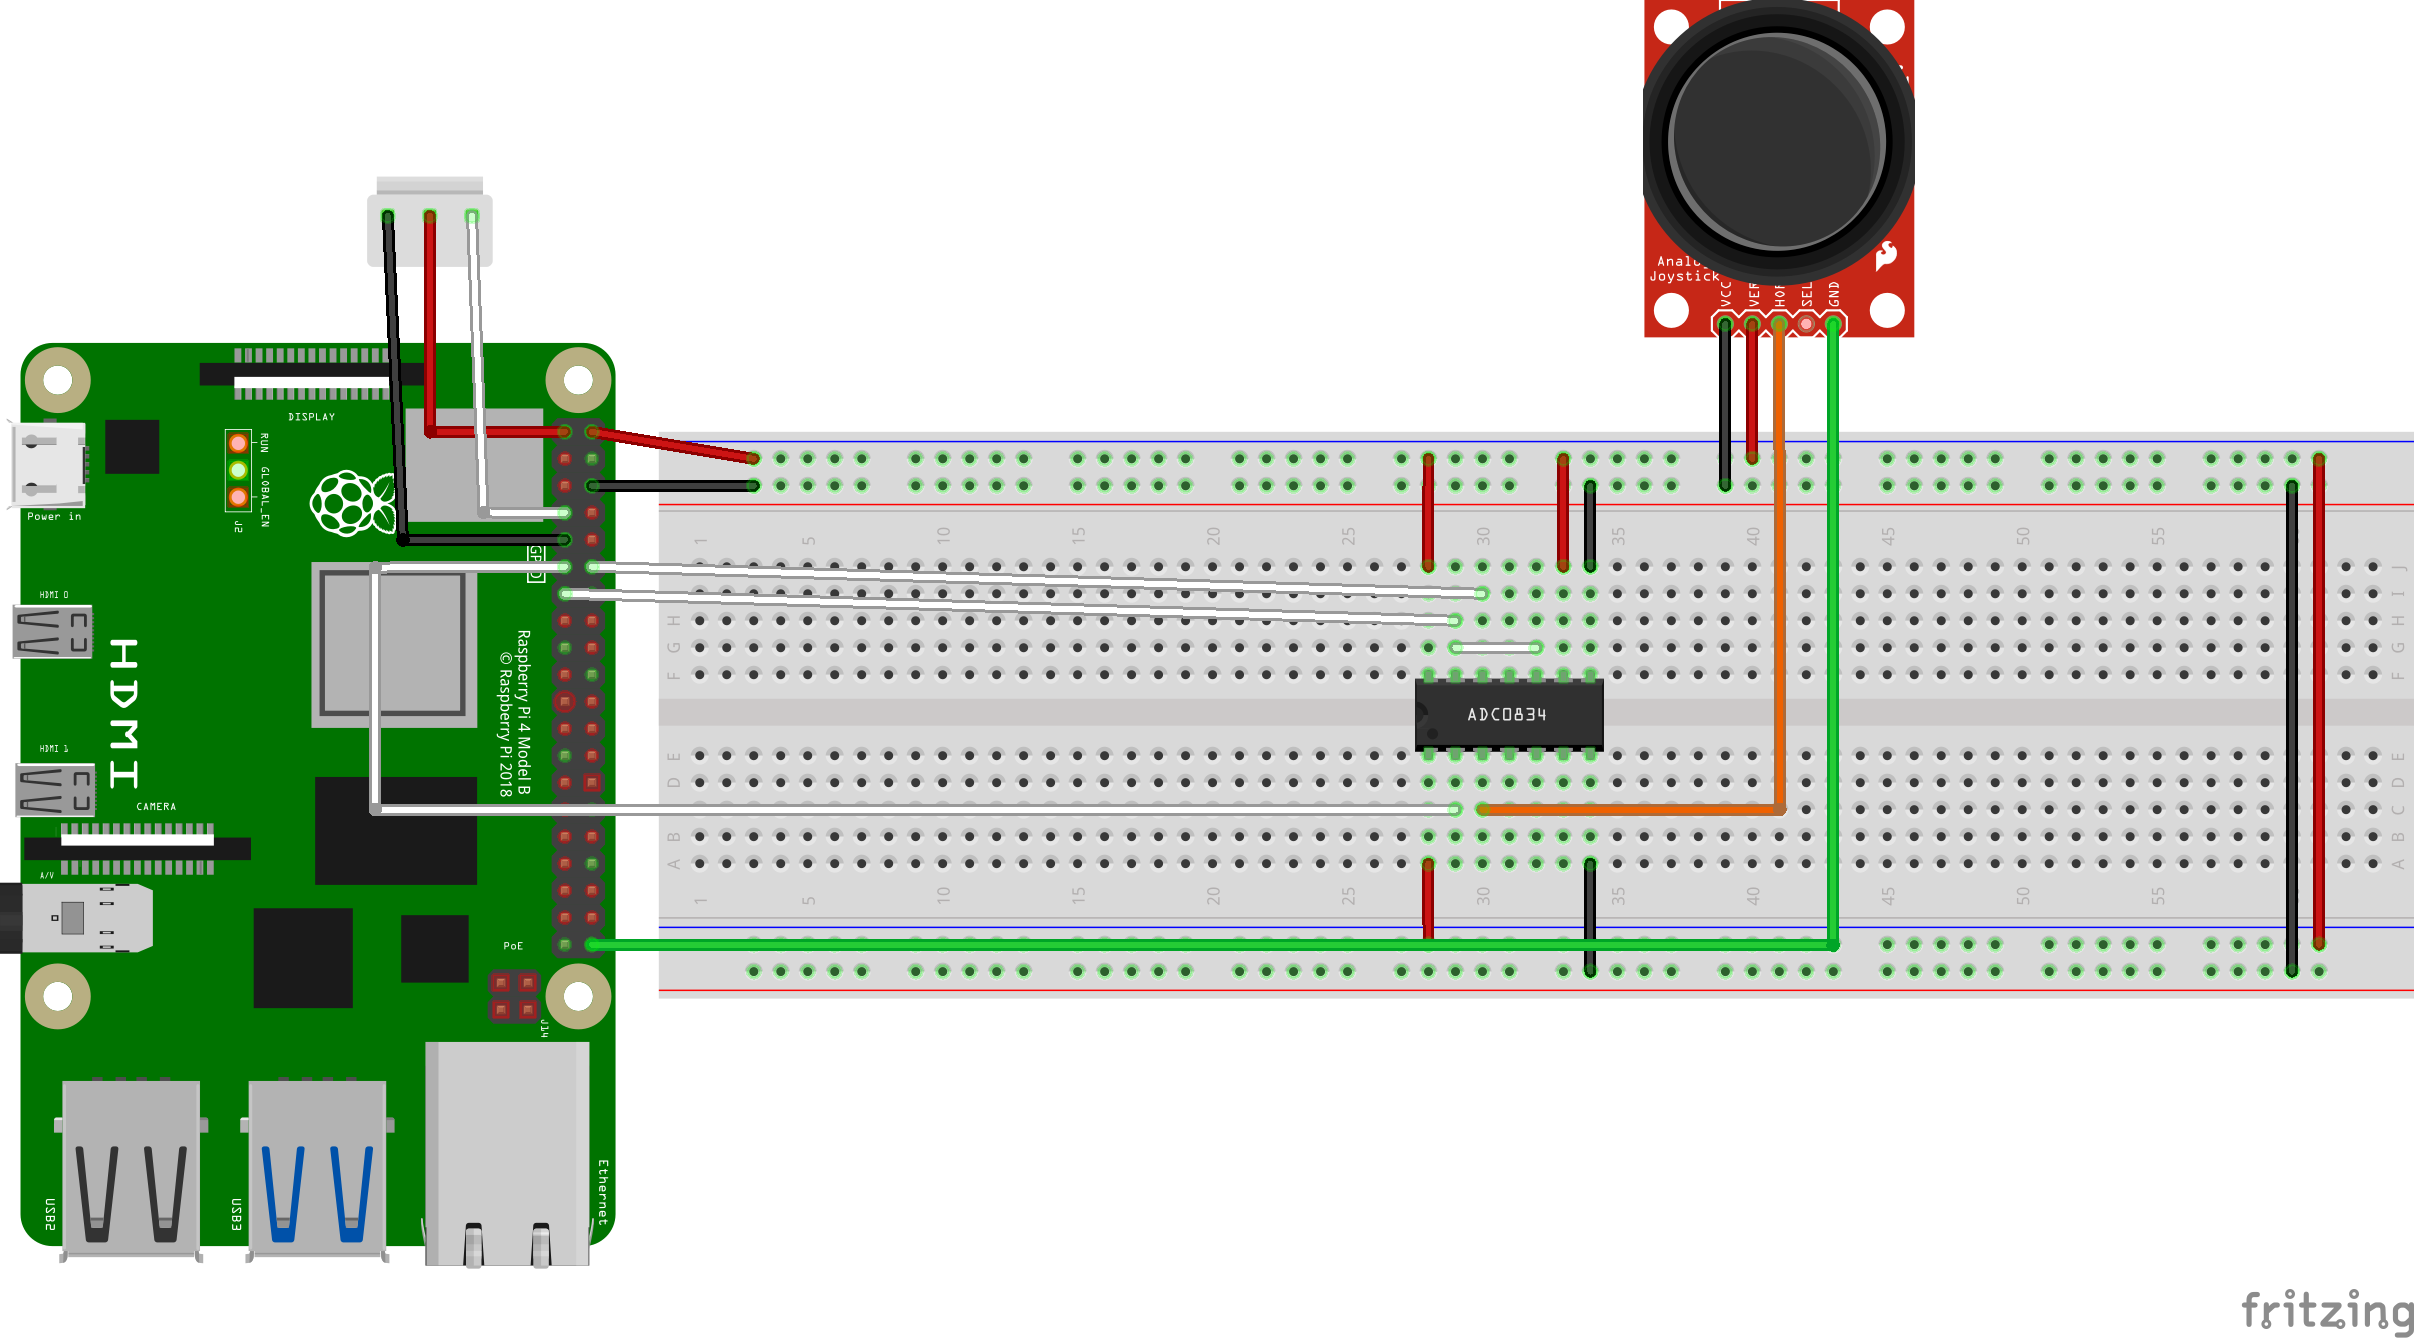 Analog
Joystick
VCC
VER
HOR
SEL
GND
DISPLAY
RUN
GLOBAL_EN
J2
Power in
GPIO
HDMI 0
HDMI
HDMI 1
Raspberry Pi 4 Model B
© Raspberry Pi 2018
CAMERA
A/V
PoE
J14
USB2
USB3
Ethernet
1 5 10 15 20 25 30 35 40 45 50 55
J
I
H H
G G
F F
ADC0834
E E
D D
C
B B
A A
1 5 10 15 20 25 30 35 40 45 50 55
fritzing